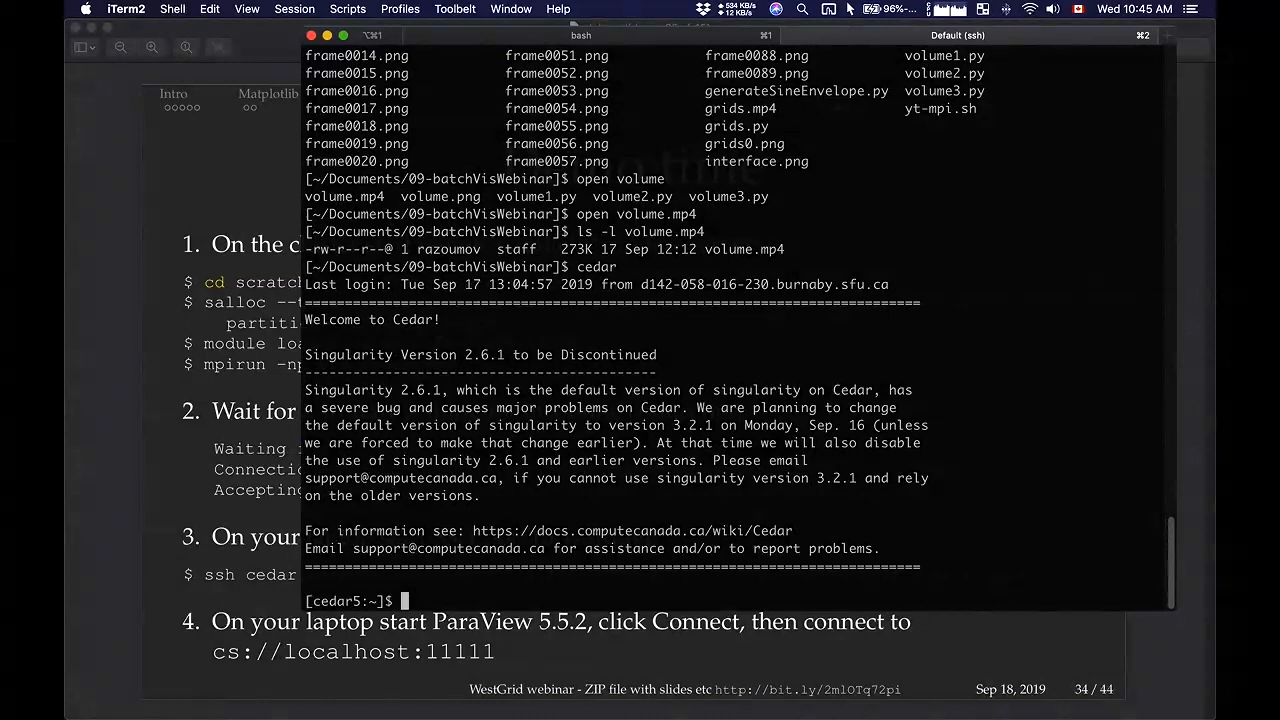 iTerm2 Shell Edit View Session Scripts Profiles Toolbelt Window Help 534 KB/s 12 KB/s 96% Wed 10:45 AM
⌥⌘1 bash ⌘1 Default (ssh) ⌘2
frame0014.png frame0051.png frame0088.png volume1.py
frame0015.png frame0052.png frame0089.png volume2.py
frame0016.png frame0053.png generateSineEnvelope.py volume3.py
frame0017.png frame0054.png grids.mp4 yt-mpi.sh
frame0018.png frame0055.png grids.py
frame0019.png frame0056.png grids0.png
frame0020.png frame0057.png interface.png
[~/Documents/09-batchVisWebinar]$ open volume
volume.mp4 volume.png volume1.py volume2.py volume3.py
[~/Documents/09-batchVisWebinar]$ open volume.mp4
[~/Documents/09-batchVisWebinar]$ ls -l volume.mp4
-rw-r--r--@ 1 razoumov staff 273K 17 Sep 12:12 volume.mp4
[~/Documents/09-batchVisWebinar]$ cedar
Last login: Tue Sep 17 13:04:57 2019 from d142-058-016-230.burnaby.sfu.ca
=============================================================================
Welcome to Cedar!
Singularity Version 2.6.1 to be Discontinued
--------------------------------------------
Singularity 2.6.1, which is the default version of singularity on Cedar, has
a severe bug and causes major problems on Cedar. We are planning to change
the default version of singularity to version 3.2.1 on Monday, Sep. 16 (unless
we are forced to make that change earlier). At that time we will also disable
the use of singularity 2.6.1 and earlier versions. Please email
support@computecanada.ca, if you cannot use singularity version 3.2.1 and rely
on the older versions.
For information see: https://docs.computecanada.ca/wiki/Cedar
Email support@computecanada.ca for assistance and/or to report problems.
=============================================================================
[cedar5:~]$
Intro Matplotlib
1. On the c
$ cd scratch
$ salloc --t
partitio
$ module loa
$ mpirun -np
2. Wait for
Waiting
Connectio
Accepting
3. On your
$ ssh cedar
4. On your laptop start ParaView 5.5.2, click Connect, then connect to
cs://localhost:11111
WestGrid webinar - ZIP file with slides etc http://bit.ly/2mlOTq72pi Sep 18, 2019 34 / 44